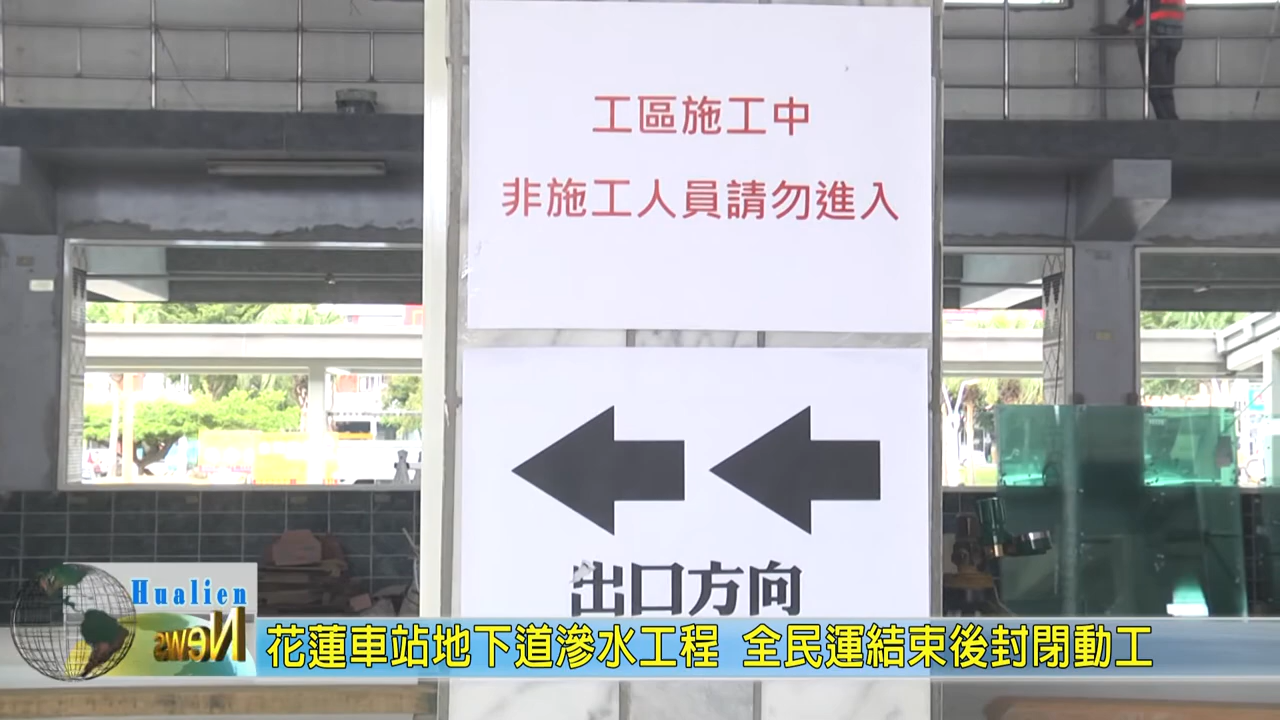 工區施工中
非施工人員請勿進入
出口方向
Hualien
News
花蓮車站地下道滲水工程 全民運結束後封閉動工